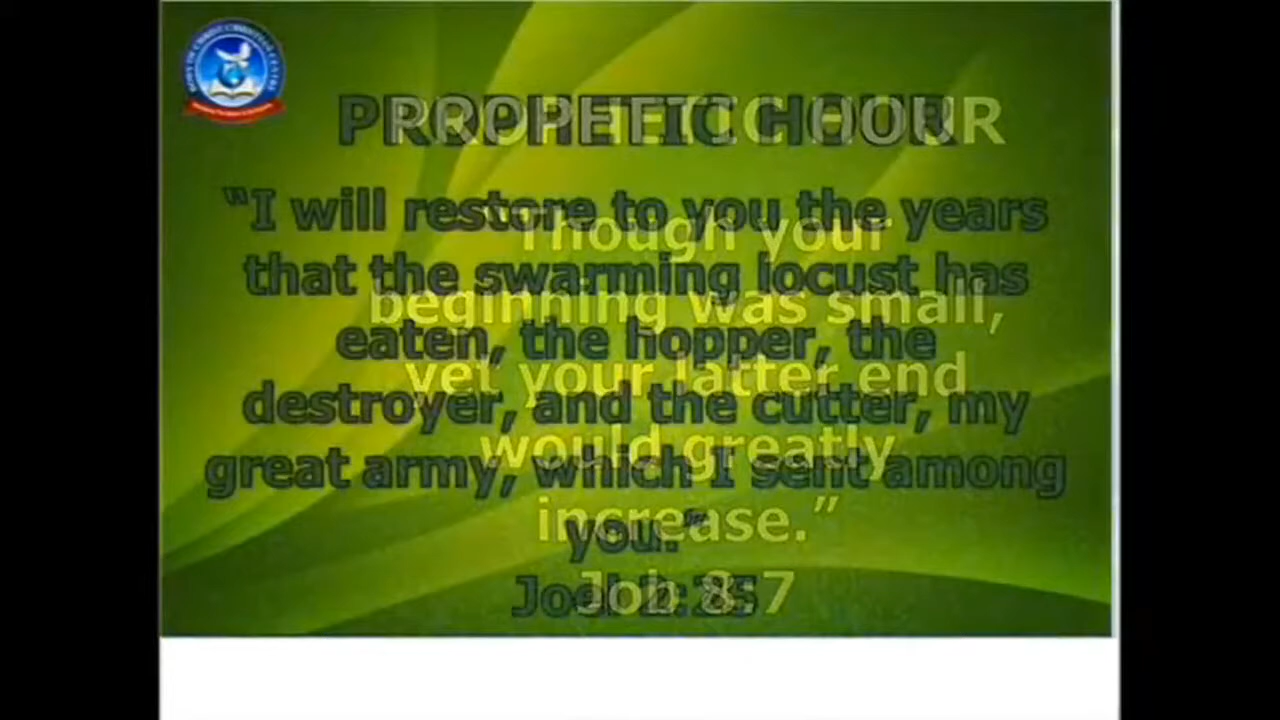 PROPHETIC HOUR
“I will restore to you the years
that the swarming locust has
eaten, the hopper, the
destroyer, and the cutter, my
great army, which I sent among
you.”
Joel 2:25
PROPHETIC HOUR
“Though your
beginning was small,
yet your latter end
would greatly
increase.”
Job 8:7